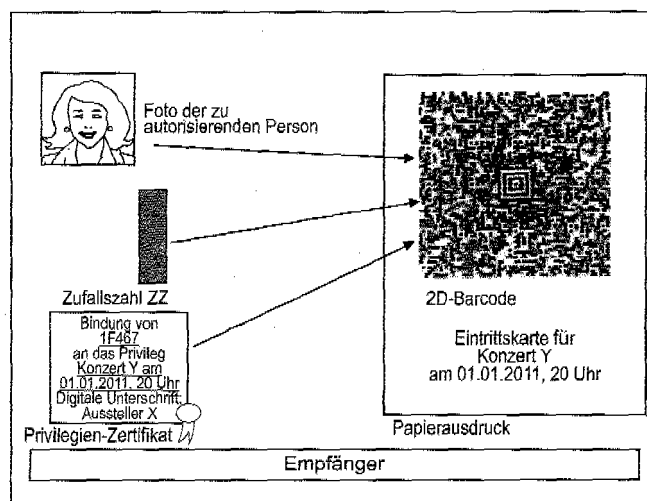 Foto der zu
autorisierenden Person
Zufallszahl ZZ
Bindung von
1F467
an das Privileg
Konzert Y am
01.01.2011, 20 Uhr
Digitale Unterschrift:
Aussteller X
Privilegien-Zertifikat
2D-Barcode
Eintrittskarte für
Konzert Y
am 01.01.2011, 20 Uhr
Papierausdruck
Empfänger